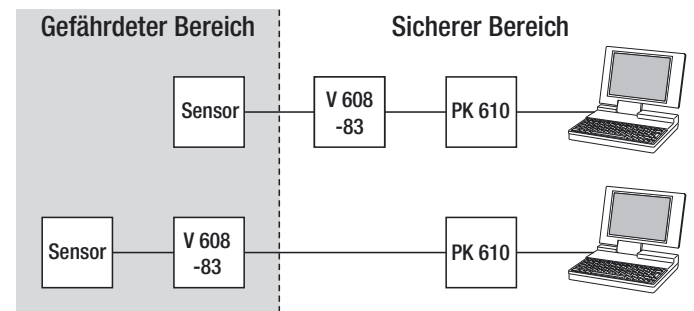 Gefährdeter Bereich
Sicherer Bereich
Sensor
V 608
-83
PK 610
Sensor
V 608
-83
PK 610